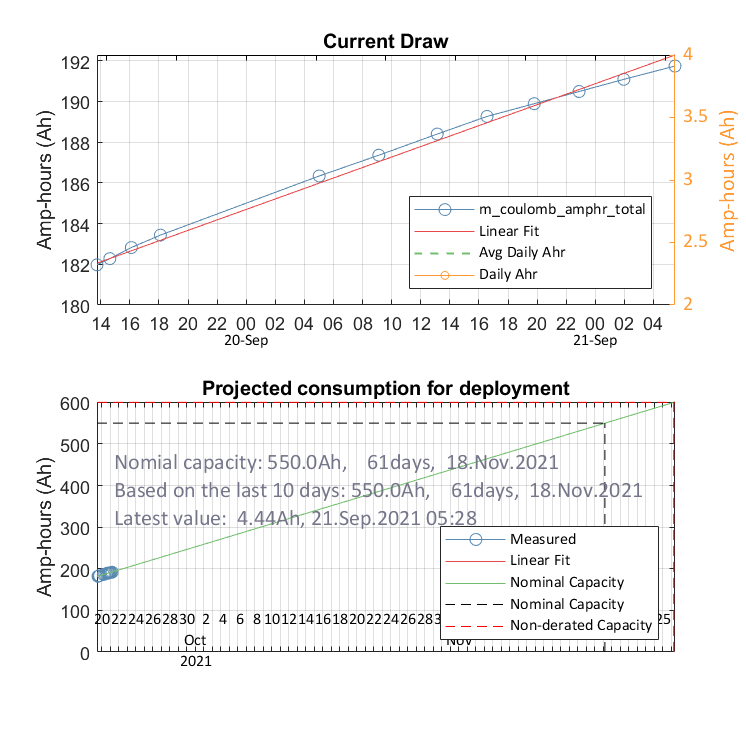 Current Draw
192
190
188
186
184
182
180
Amp-hours (Ah)
4
3.5
3
2.5
2
Amp-hours (Ah)
m_coulomb_amphr_total
Linear Fit
Avg Daily Ahr
Daily Ahr
14 16 18 20 22 00 02 04 06 08 10 12 14 16 18 20 22 00 02 04
20-Sep 21-Sep
Projected consumption for deployment
600
500
400
300
200
100
0
Amp-hours (Ah)
Nomial capacity: 550.0Ah, 61days, 18.Nov.2021
Based on the last 10 days: 550.0Ah, 61days, 18.Nov.2021
Latest value: 4.44Ah, 21.Sep.2021 05:28
Measured
Linear Fit
Nominal Capacity
Nominal Capacity
Non-derated Capacity
20 22 24 26 28 30 2 4 6 8 10 12 14 16 18 20 22 24 26 28 25
Oct Nov
2021